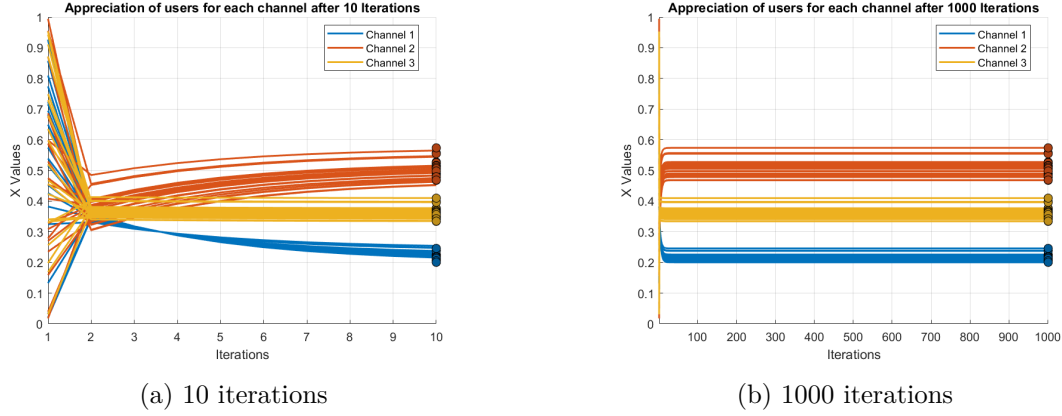 Appreciation of users for each channel after 10 Iterations
1
0.9
0.8
0.7
0.6
0.5
0.4
0.3
0.2
0.1
0
X Values
Channel 1
Channel 2
Channel 3
1 2 3 4 5 6 7 8 9 10
Iterations
(a) 10 iterations
Appreciation of users for each channel after 1000 Iterations
1
0.9
0.8
0.7
0.6
0.5
0.4
0.3
0.2
0.1
0
X Values
Channel 1
Channel 2
Channel 3
100 200 300 400 500 600 700 800 900 1000
Iterations
(b) 1000 iterations